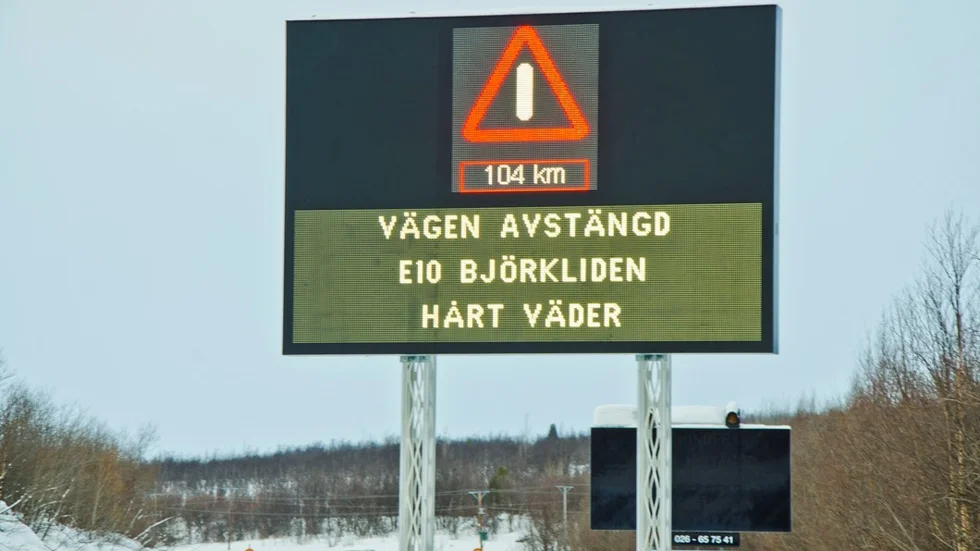 104 km
VÄGEN AVSTÄNGD
E10 BJÖRKLIDEN
HÅRT VÄDER
026 - 65 75 41